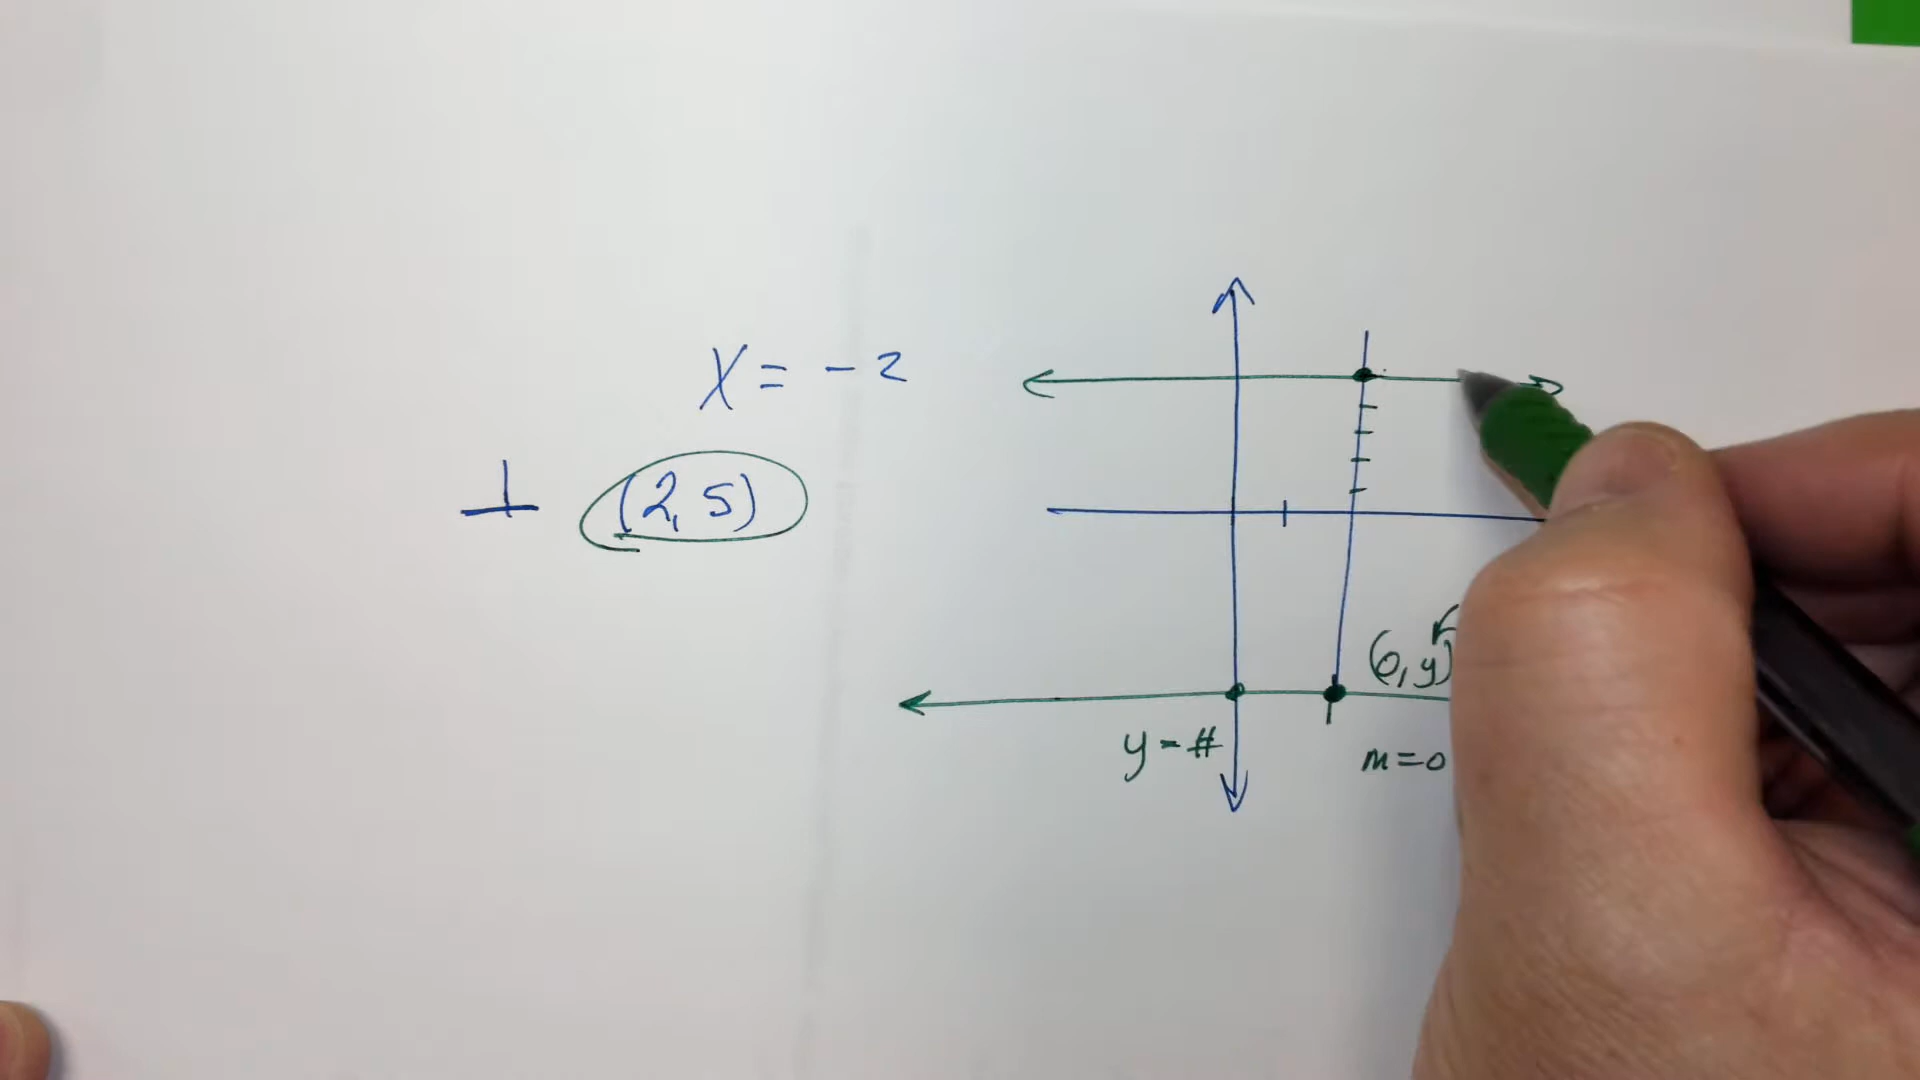 X = - 2
⊥ (2, 5)
(0, y)
y = #
m = 0